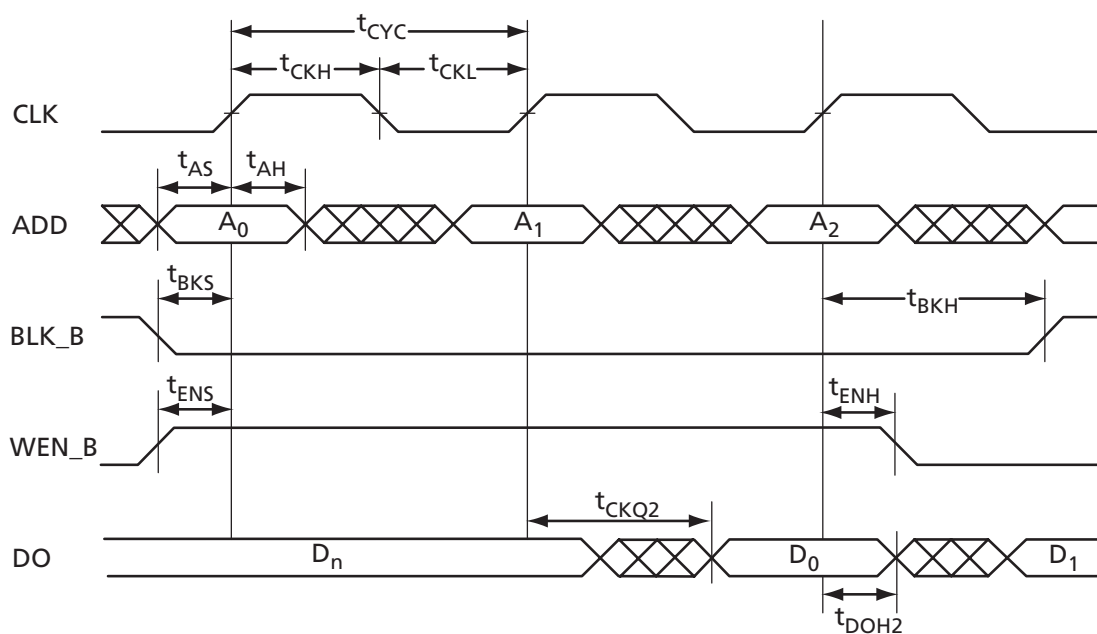 tCYC
tCKH tCKL
CLK
tAS tAH
ADD A0 A1 A2
tBKS tBKH
BLK_B
tENS tENH
WEN_B
tCKQ2
DO Dn D0 D1
tDOH2